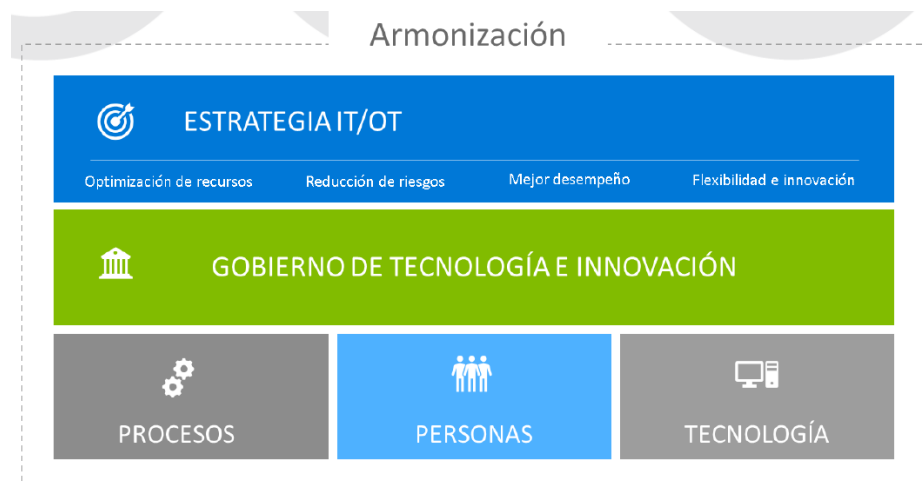 Armonización
ESTRATEGIA IT/OT
Optimización de recursos
Reducción de riesgos
Mejor desempeño
Flexibilidad e innovación
GOBIERNO DE TECNOLOGÍA E INNOVACIÓN
PROCESOS
PERSONAS
TECNOLOGÍA